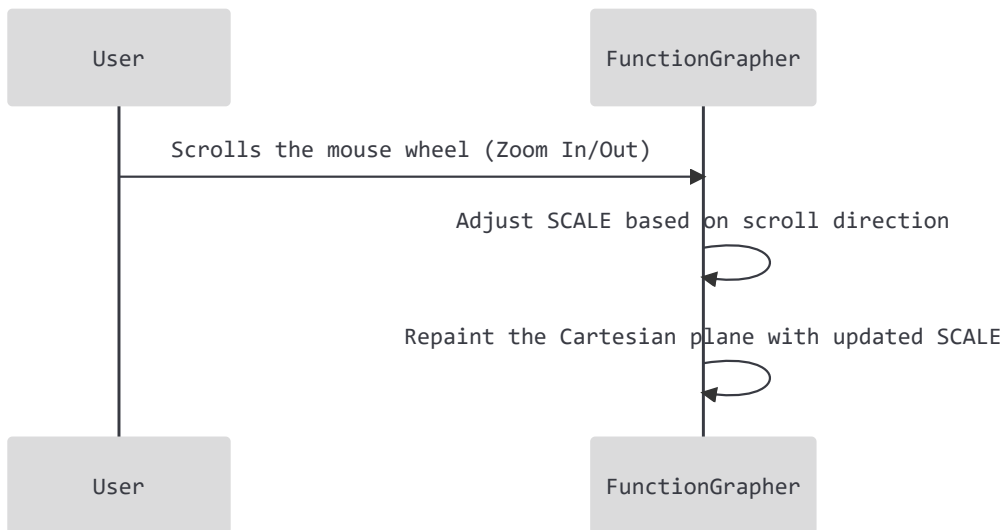 User
FunctionGrapher
Scrolls the mouse wheel (Zoom In/Out)
Adjust SCALE based on scroll direction
Repaint the Cartesian plane with updated SCALE
User
FunctionGrapher